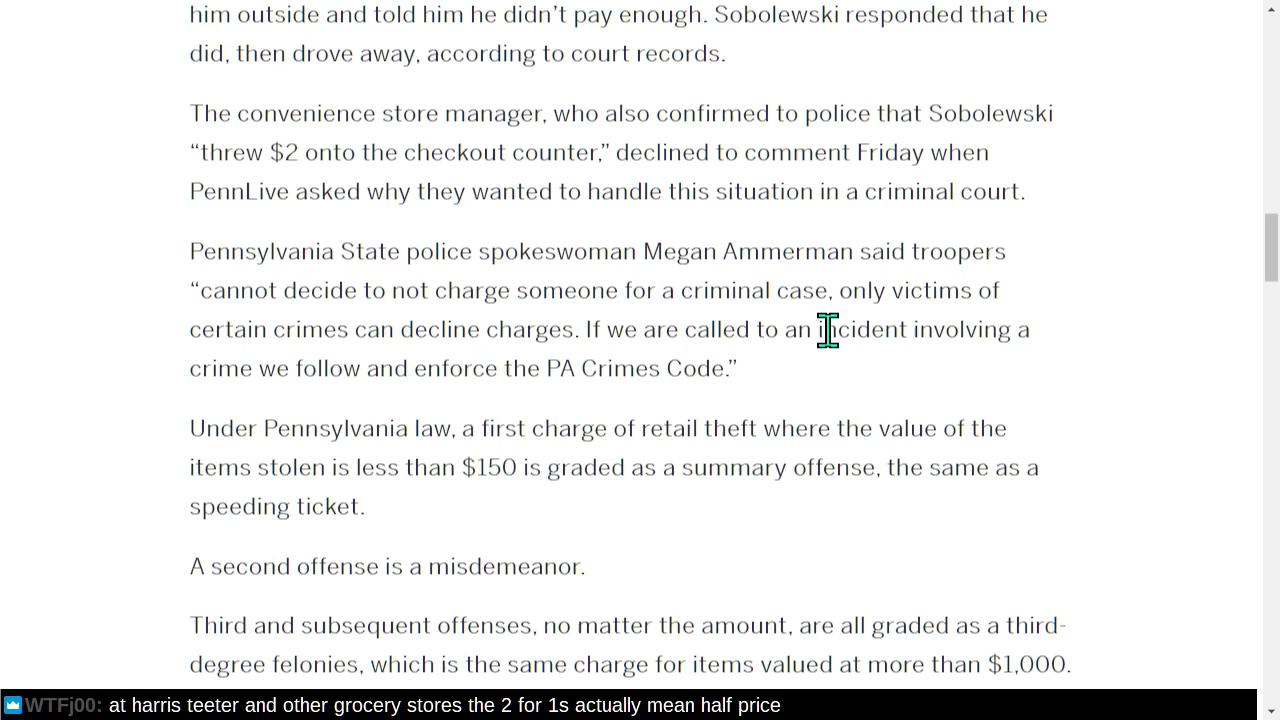 him outside and told him he didn’t pay enough. Sobolewski responded that he
did, then drove away, according to court records.
The convenience store manager, who also confirmed to police that Sobolewski
“threw $2 onto the checkout counter,” declined to comment Friday when
PennLive asked why they wanted to handle this situation in a criminal court.
Pennsylvania State police spokeswoman Megan Ammerman said troopers
“cannot decide to not charge someone for a criminal case, only victims of
certain crimes can decline charges. If we are called to an incident involving a
crime we follow and enforce the PA Crimes Code.”
Under Pennsylvania law, a first charge of retail theft where the value of the
items stolen is less than $150 is graded as a summary offense, the same as a
speeding ticket.
A second offense is a misdemeanor.
Third and subsequent offenses, no matter the amount, are all graded as a third-
degree felonies, which is the same charge for items valued at more than $1,000.
WTFj00: at harris teeter and other grocery stores the 2 for 1s actually mean half price